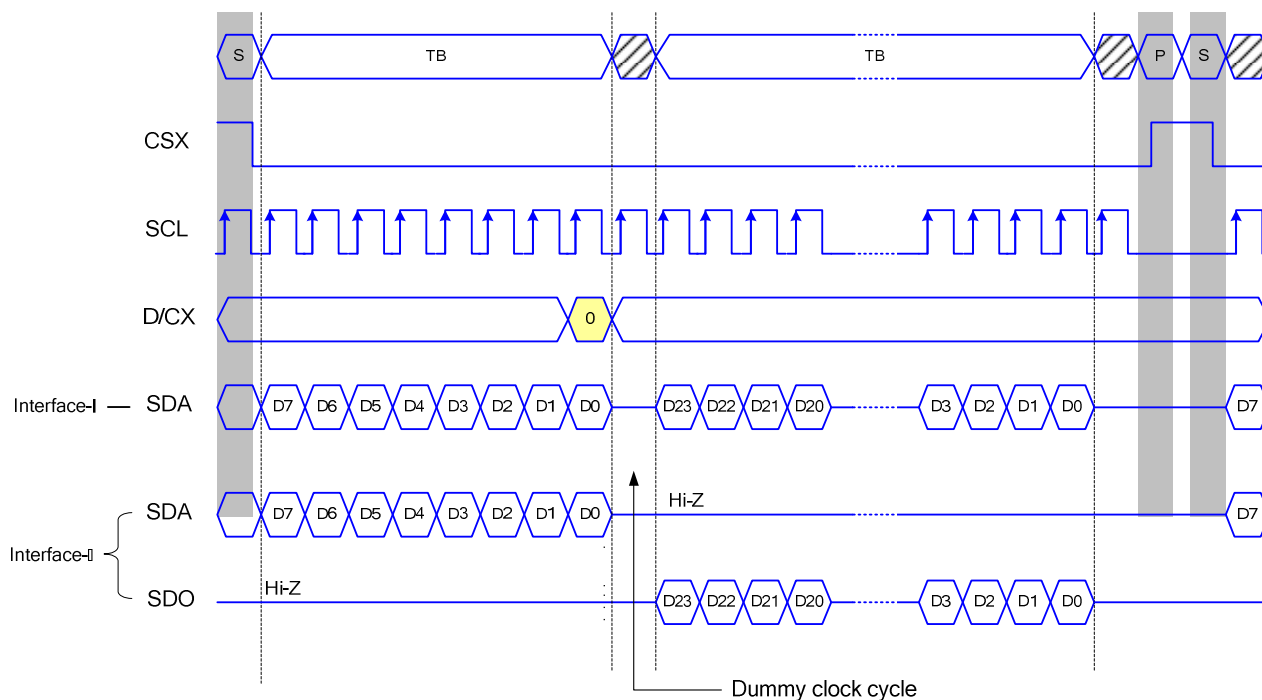 S TB TB P S
CSX
SCL
D/CX 0
Interface-I SDA D7 D6 D5 D4 D3 D2 D1 D0 D23 D22 D21 D20 D3 D2 D1 D0 D7
SDA D7 D6 D5 D4 D3 D2 D1 D0 Hi-Z D7
Interface-▯
SDO Hi-Z D23 D22 D21 D20 D3 D2 D1 D0
Dummy clock cycle